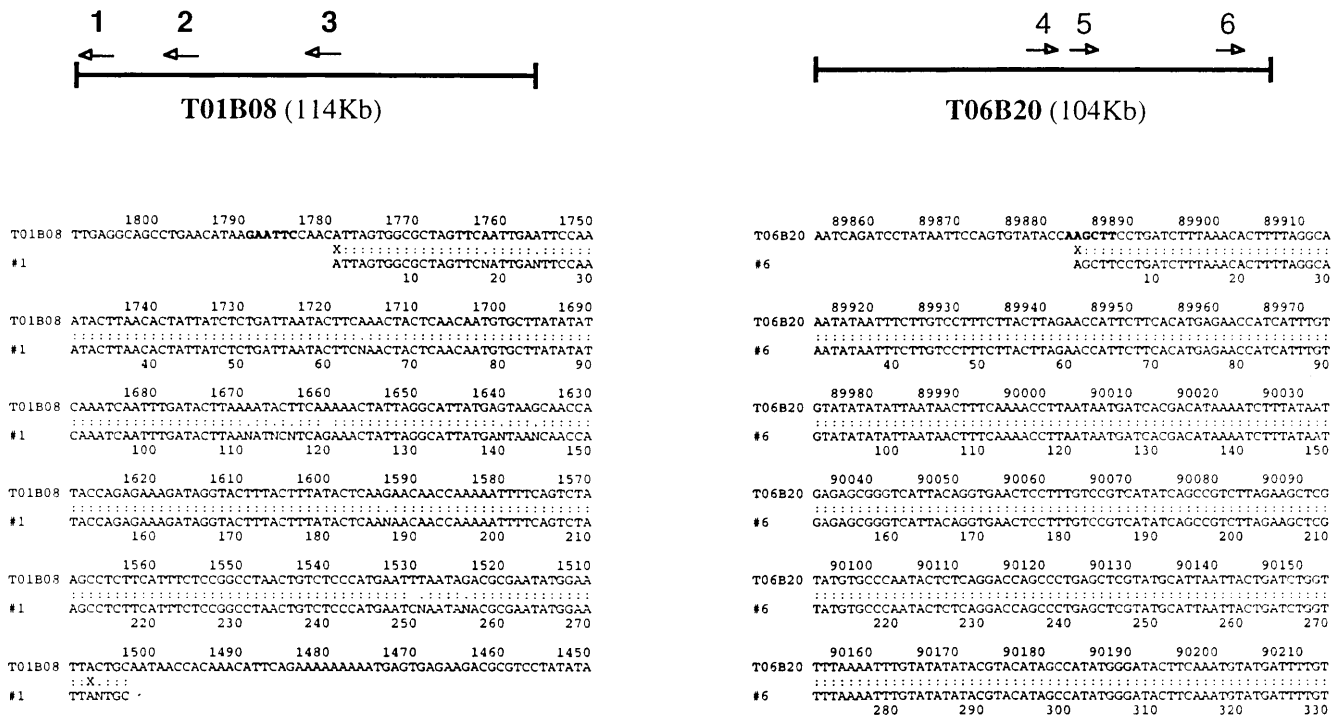 1 2 3
T01B08 (114Kb)
1800 1790 1782 1770 1760 1750
T01B08 TTGAGGCAGCCTGAACATAAGAATTCCAACATTAGTGGCGCTAGTTCAATTGAATTCCAA
X:::::::::::::::.:::::.:::::::
#1 ATTAGTGGCGCTAGTTCNATTGANTTCCAA
10 20 30
1740 1730 1720 1710 1700 1690
T01B08 ATACTTAACACTATTATCTCTGATTAATACTTCAAACTACTCAACAATGTGCTTATATAT
#1 ATACTTAACACTATTATCTCTGATTAATACTTCNAACTACTCAACAATGTGCTTATATAT
40 50 60 70 80 90
1680 1670 1660 1650 1640 1630
T01B08 CAAATCAATTTGATACTTAAAATACTTCAAAAACTATTAGGCATTATGAGTAAGCAACCA
#1 CAAATCAATTTGATACTTAANATNCNTCAGAAACTATTAGGCATTATGANTAANCAACCA
100 110 120 130 140 150
1620 1610 1600 1590 1580 1570
T01B08 TACCAGAGAAAGATAGGTACTTTACTTTATACTCAAGAACAACCAAAAATTTTCAGTCTA
#1 TACCAGAGAAAGATAGGTACTTTACTTTATACTCAANAACAACCAAAAATTTTCAGTCTA
160 170 180 190 200 210
1560 1550 1540 1530 1520 1510
T01B08 AGCCTCTTCATTTCTCCGGCCTAACTGTCTCCCATGAATTTAATAGACGCGAATATGGAA
#1 AGCCTCTTCATTTCTCCGGCCTAACTGTCTCCCATGAATCNAATANACGCGAATATGGAA
220 230 240 250 260 270
1500 1490 1480 1470 1460 1450
T01B08 TTACTGCAATAACCACAAACATTCAGAAAAAAAAAATGAGTGAGAAGACGCGTCCTATATA
::X.:::
#1 TTANTGC
4 5 6
T06B20 (104Kb)
89860 89870 89880 89890 89900 89910
T06B20 AATCAGATCCTATAATTCCAGTGTATACCAAGCTTCCTGATCTTTAAACACTTTTAGGCA
#6 AGCTTCCTGATCTTTAAACACTTTTAGGCA
10 20 30
89920 89930 89940 89950 89960 89970
T06B20 AATATAATTTCTTGTCCTTTCTTACTTAGAACCATTCTTCACATGAGAACCATCATTTGT
#6 AATATAATTTCTTGTCCTTTCTTACTTAGAACCATTCTTCACATGAGAACCATCATTTGT
40 50 60 70 80 90
89980 89990 90000 90010 90020 90030
T06B20 GTATATATATTAATAACTTTCAAAACCTTAATAATGATCACGACATAAAATCTTTATAAT
#6 GTATATATATTAATAACTTTCAAAACCTTAATAATGATCACGACATAAAATCTTTATAAT
100 110 120 130 140 150
90040 90050 90060 90070 90080 90090
T06B20 GAGAGCGGGTCATTACAGGTGAACTCCTTTGTCCGTCATATCAGCCGTCTTAGAAGCTCG
#6 GAGAGCGGGTCATTACAGGTGAACTCCTTTGTCCGTCATATCAGCCGTCTTAGAAGCTCG
160 170 180 190 200 210
90100 90110 90120 90130 90140 90150
T06B20 TATGTGCCCAATACTCTCAGGACCAGCCCTGAGCTCGTATGCATTAATTACTGATCTGGT
#6 TATGTGCCCAATACTCTCAGGACCAGCCCTGAGCTCGTATGCATTAATTACTGATCTGGT
220 230 240 250 260 270
90160 90170 90180 90190 90200 90210
T06B20 TTTAAAATTTGTATATATATACGTACATAGCCATATGGGATACTTCAAATGTATGATTTTGT
#6 TTTAAAATTTGTATATATATACGTACATAGCCATATGGGATACTTCAAATGTATGATTTTGT
280 290 300 310 320 330